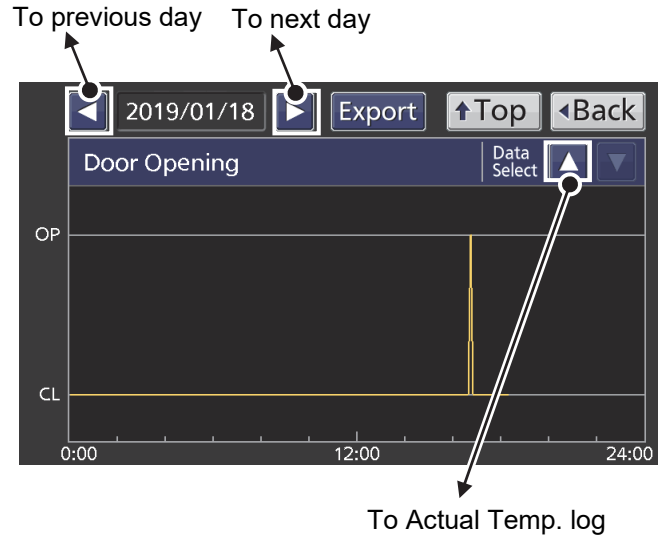 To previous day To next day
2019/01/18 Export Top Back
Door Opening Data Select
OP
CL
0:00 12:00 24:00
To Actual Temp. log